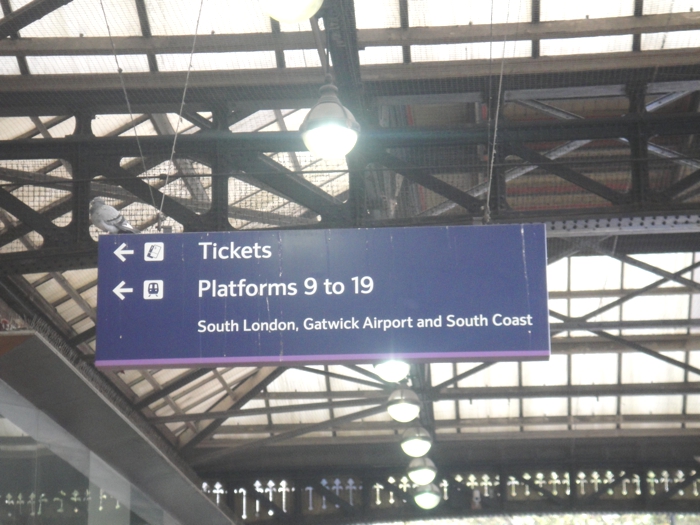 Tickets
Platforms 9 to 19
South London, Gatwick Airport and South Coast